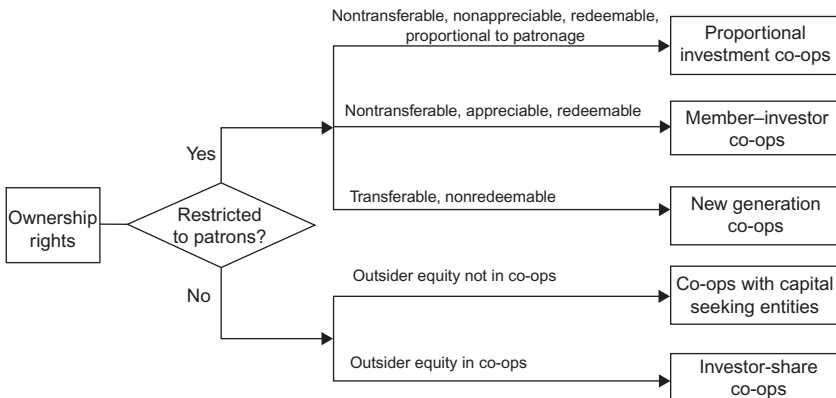 Nontransferable, nonappreciable, redeemable,
proportional to patronage
Proportional
investment co-ops
Nontransferable, appreciable, redeemable
Member–investor
co-ops
Yes
Transferable, nonredeemable
New generation
co-ops
Ownership
rights
Restricted
to patrons?
No
Outsider equity not in co-ops
Co-ops with capital
seeking entities
Outsider equity in co-ops
Investor-share
co-ops